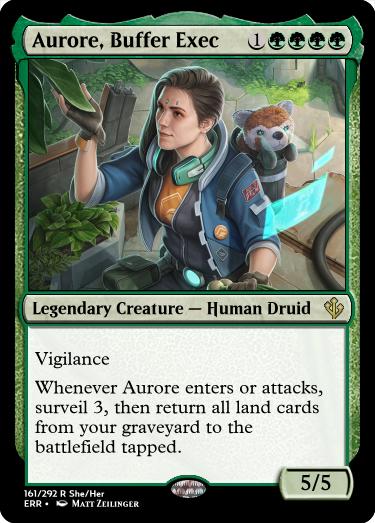 Aurore, Buffer Exec 1
Legendary Creature — Human Druid
Vigilance
Whenever Aurore enters or attacks,
surveil 3, then return all land cards
from your graveyard to the
battlefield tapped.
5/5
161/292 R She/Her
ERR • Matt Zeilinger